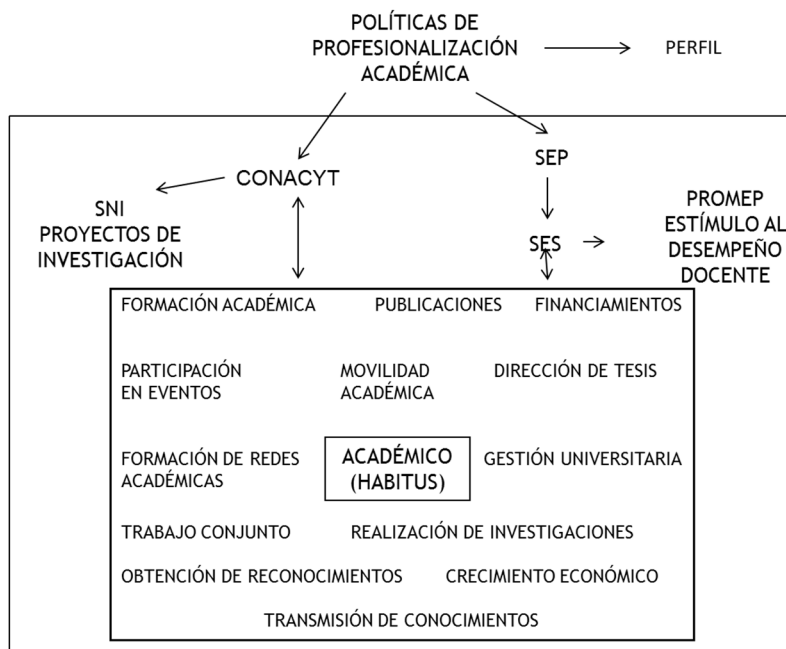 POLÍTICAS DE
PROFESIONALIZACIÓN
ACADÉMICA
PERFIL
CONACYT
SEP
SNI
PROYECTOS DE
INVESTIGACIÓN
SES
PROMEP
ESTÍMULO AL
DESEMPEÑO
DOCENTE
FORMACIÓN ACADÉMICA
PUBLICACIONES
FINANCIAMIENTOS
PARTICIPACIÓN
EN EVENTOS
MOVILIDAD
ACADÉMICA
DIRECCIÓN DE TESIS
FORMACIÓN DE REDES
ACADÉMICAS
ACADÉMICO
(HABITUS)
GESTIÓN UNIVERSITARIA
TRABAJO CONJUNTO
REALIZACIÓN DE INVESTIGACIONES
OBTENCIÓN DE RECONOCIMIENTOS
CRECIMIENTO ECONÓMICO
TRANSMISIÓN DE CONOCIMIENTOS